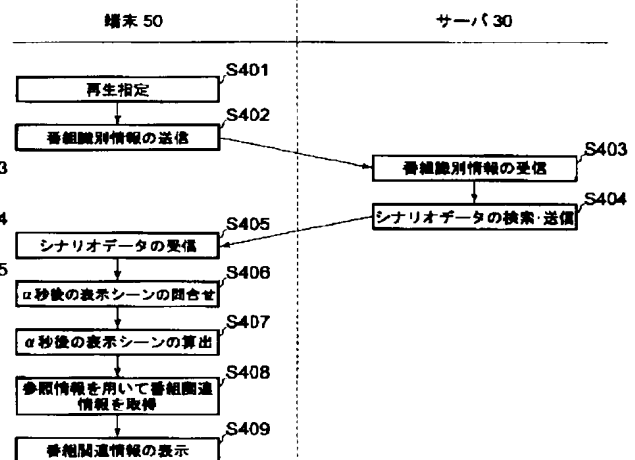 端末 50
サーバ 30
S401
再生指定
S402
番組識別情報の送信
S403
番組識別情報の受信
S404
シナリオデータの検索・送信
S405
シナリオデータの受信
S406
α秒後の表示シーンの問合せ
S407
α秒後の表示シーンの算出
S408
参照情報を用いて番組関連
情報を取得
S409
番組関連情報の表示
3
4
5